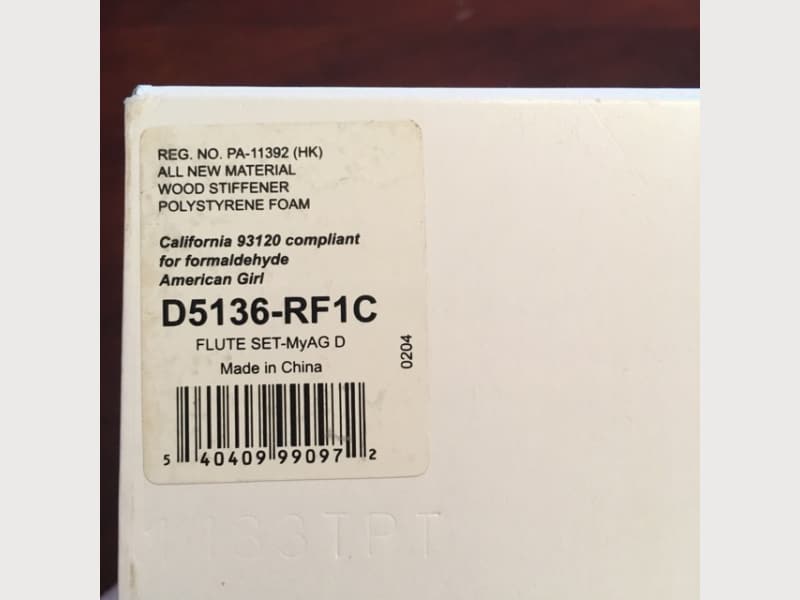 REG. NO. PA-11392 (HK)
ALL NEW MATERIAL
WOOD STIFFENER
POLYSTYRENE FOAM
California 93120 compliant
for formaldehyde
American Girl
D5136-RF1C
FLUTE SET-MyAG D
Made in China
0204
5 40409 99097 2